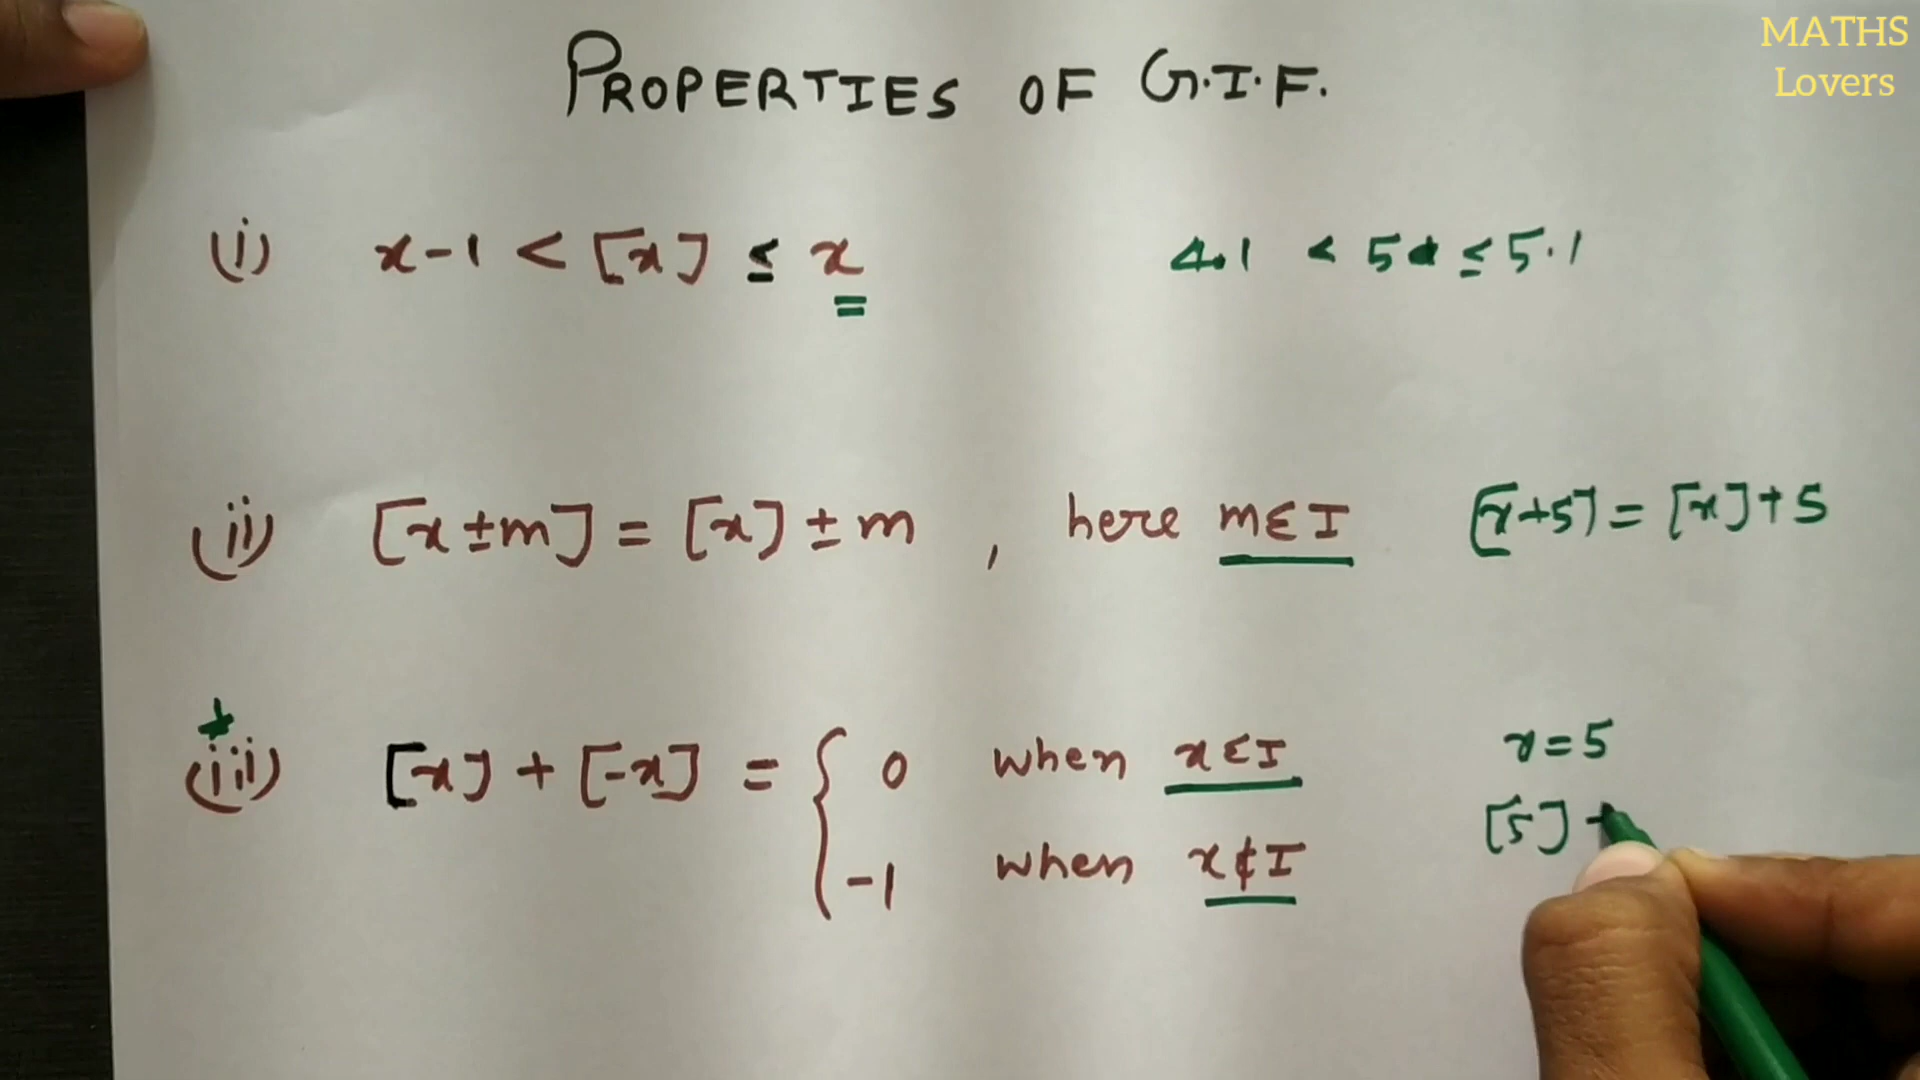 MATHS
Lovers
PROPERTIES OF G.I.F.
(i) x-1 < [x] ≤ x 4.1 < 5 ≤ 5.1
(ii) [x ± m] = [x] ± m , here m∈I [x+5] = [x]+5
(iii) [x] + [-x] = { 0 when x∈I x=5
[5] +
-1 when x∉I